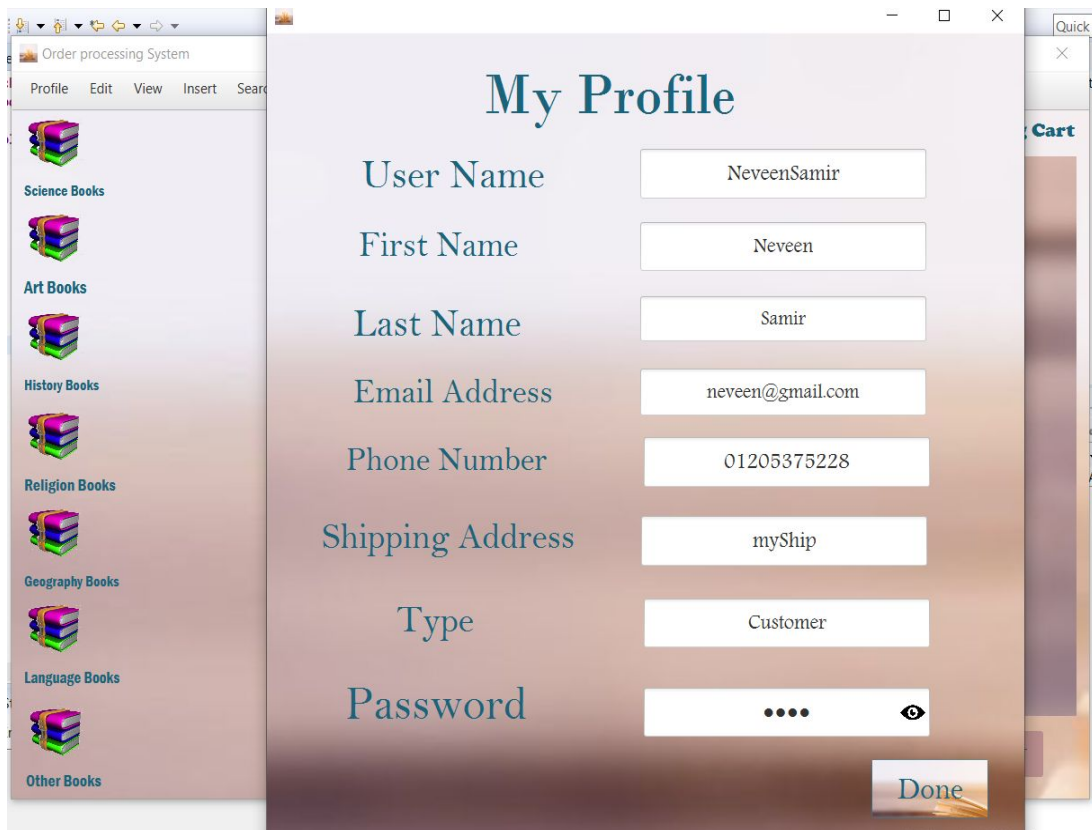 Quick
Order processing System
Profile Edit View Insert
Science Books
Art Books
History Books
Religion Books
Geography Books
Language Books
Other Books
Cart
My Profile
User Name NeveenSamir
First Name Neveen
Last Name Samir
Email Address neveen@gmail.com
Phone Number 01205375228
Shipping Address myShip
Type Customer
Password ••••
Done